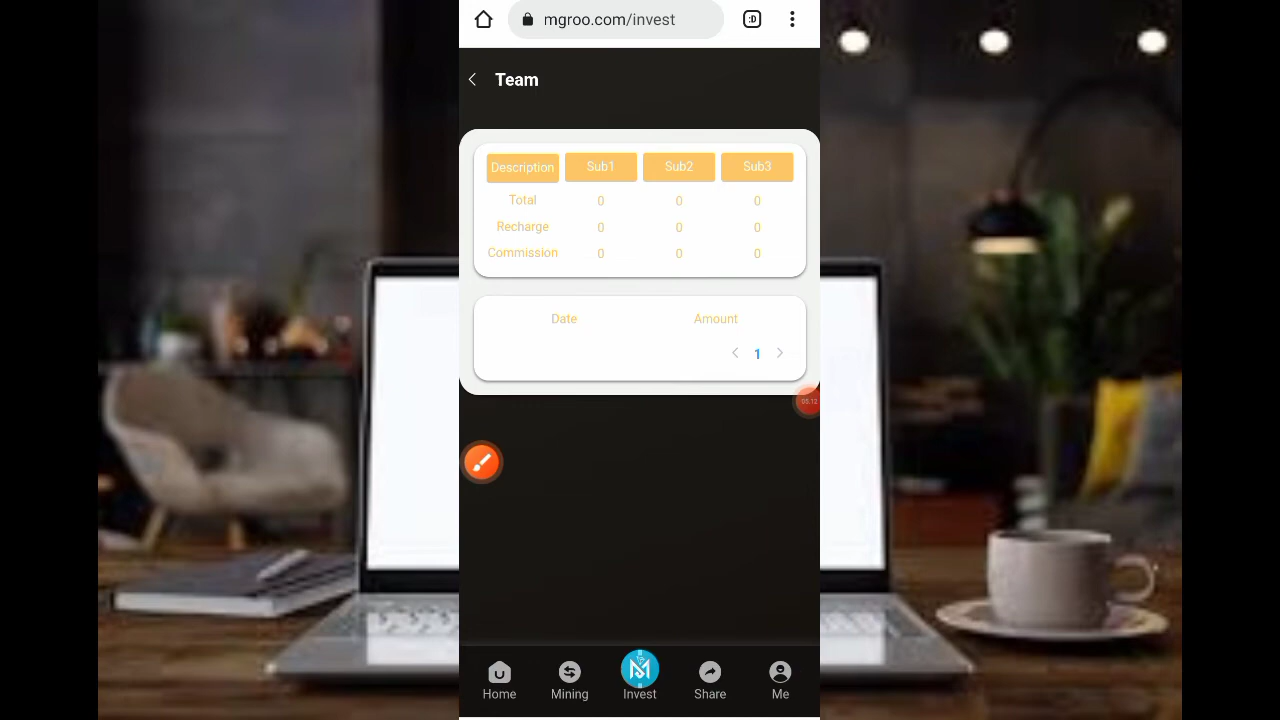 mgroo.com/invest
:D
Team
Description Sub1 Sub2 Sub3
Total 0 0 0
Recharge 0 0 0
Commission 0 0 0
Date Amount
1
Home Mining Invest Share Me